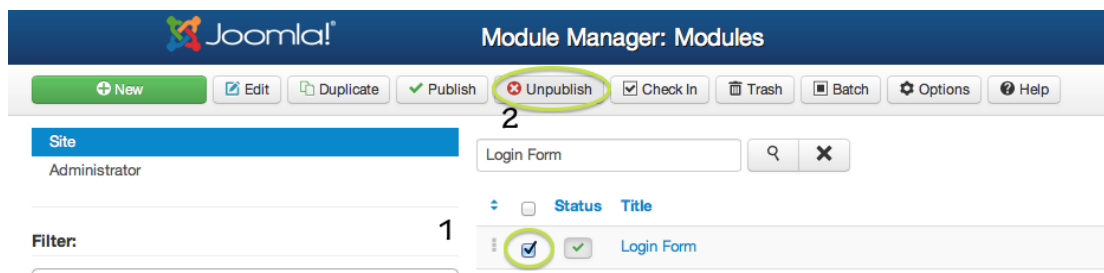 Joomla!® Module Manager: Modules
New Edit Duplicate Publish Unpublish Check In Trash Batch Options Help
2
Site
Administrator
Login Form
Status Title
1
Filter:
Login Form